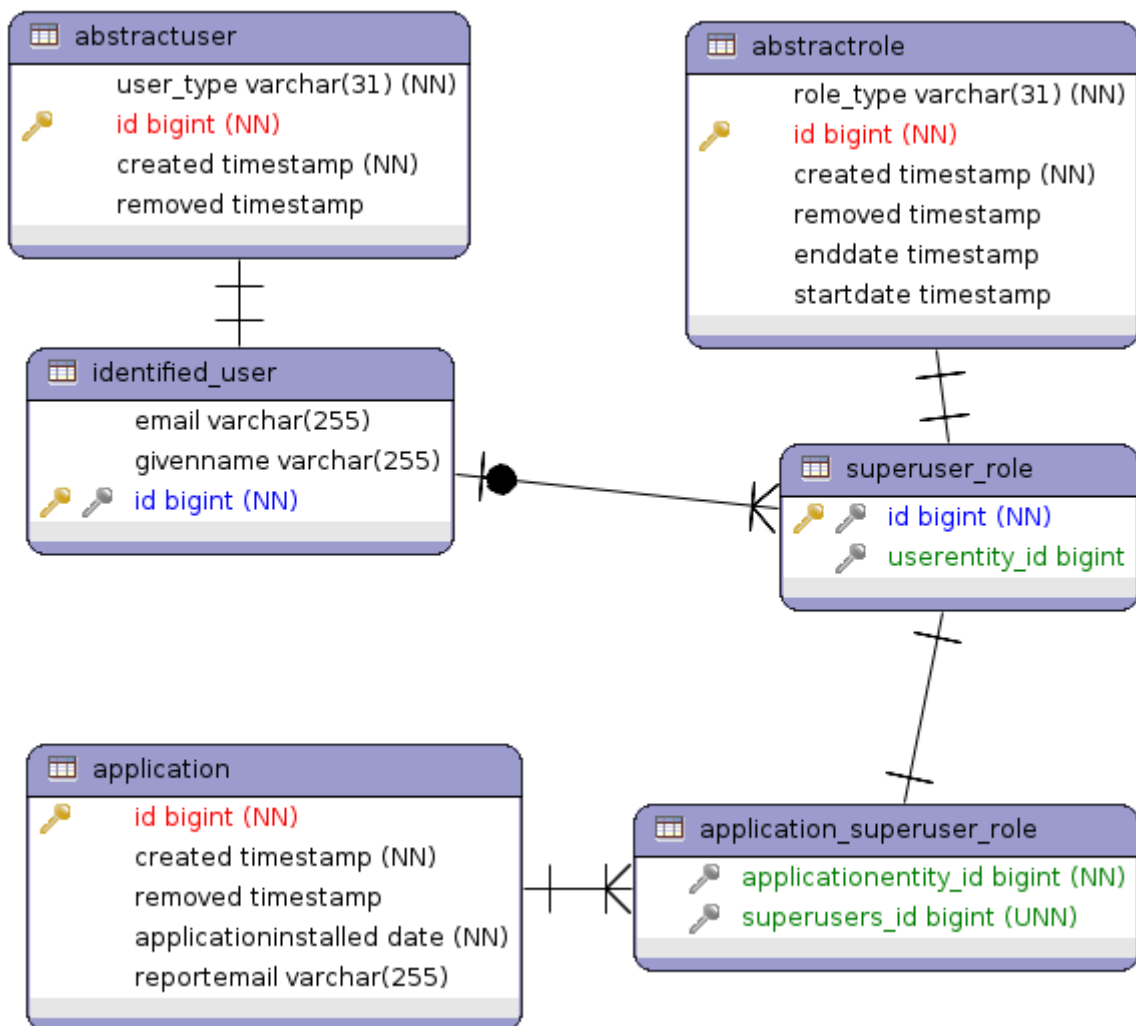 abstractuser
user_type varchar(31) (NN)
id bigint (NN)
created timestamp (NN)
removed timestamp
abstractrole
role_type varchar(31) (NN)
id bigint (NN)
created timestamp (NN)
removed timestamp
enddate timestamp
startdate timestamp
identified_user
email varchar(255)
givenname varchar(255)
id bigint (NN)
superuser_role
id bigint (NN)
userentity_id bigint
application
id bigint (NN)
created timestamp (NN)
removed timestamp
applicationinstalled date (NN)
reportemail varchar(255)
application_superuser_role
applicationentity_id bigint (NN)
superusers_id bigint (UNN)